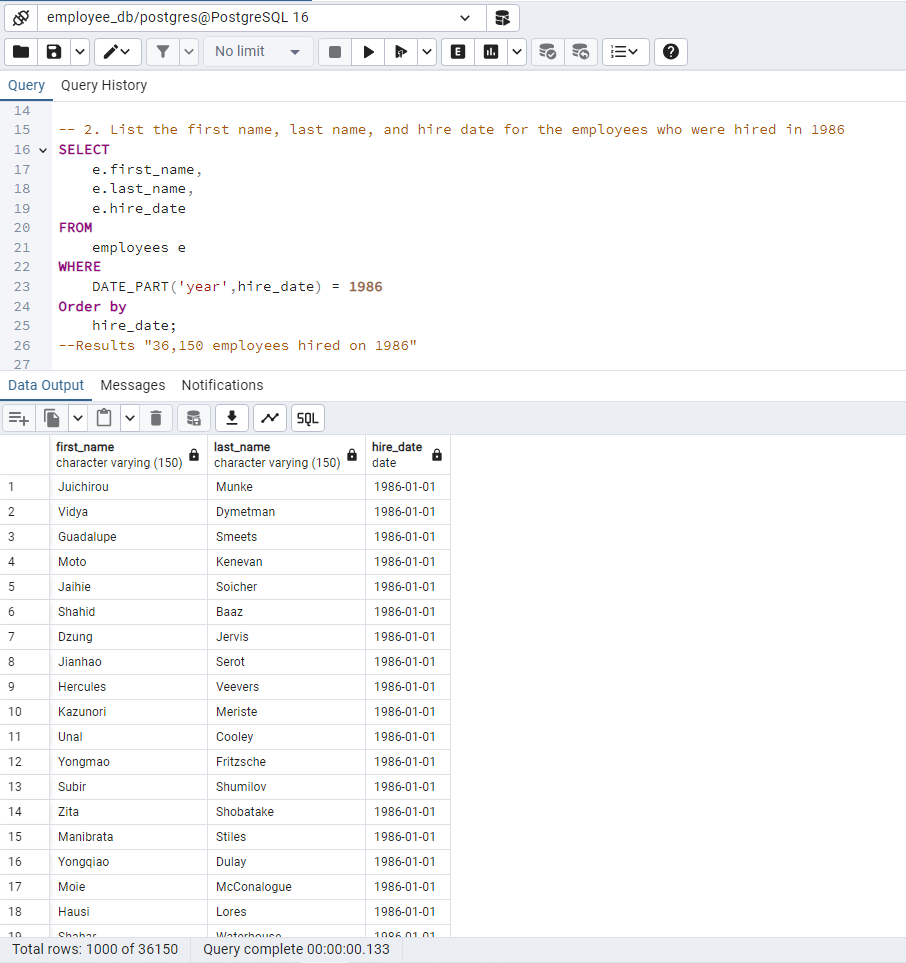 employee_db/postgres@PostgreSQL 16
No limit
E
Query Query History
14
15 -- 2. List the first name, last name, and hire date for the employees who were hired in 1986
16 SELECT
17 e.first_name,
18 e.last_name,
19 e.hire_date
20 FROM
21 employees e
22 WHERE
23 DATE_PART('year',hire_date) = 1986
24 Order by
25 hire_date;
26 --Results "36,150 employees hired on 1986"
27
Data Output Messages Notifications
SQL
first_name last_name hire_date
character varying (150) character varying (150) date
1 Juichirou Munke 1986-01-01
2 Vidya Dymetman 1986-01-01
3 Guadalupe Smeets 1986-01-01
4 Moto Kenevan 1986-01-01
5 Jaihie Soicher 1986-01-01
6 Shahid Baaz 1986-01-01
7 Dzung Jervis 1986-01-01
8 Jianhao Serot 1986-01-01
9 Hercules Veevers 1986-01-01
10 Kazunori Meriste 1986-01-01
11 Unal Cooley 1986-01-01
12 Yongmao Fritzsche 1986-01-01
13 Subir Shumilov 1986-01-01
14 Zita Shobatake 1986-01-01
15 Manibrata Stiles 1986-01-01
16 Yongqiao Dulay 1986-01-01
17 Moie McConalogue 1986-01-01
18 Hausi Lores 1986-01-01
19 Shahar Waterhouse 1986-01-01
Total rows: 1000 of 36150 Query complete 00:00:00.133